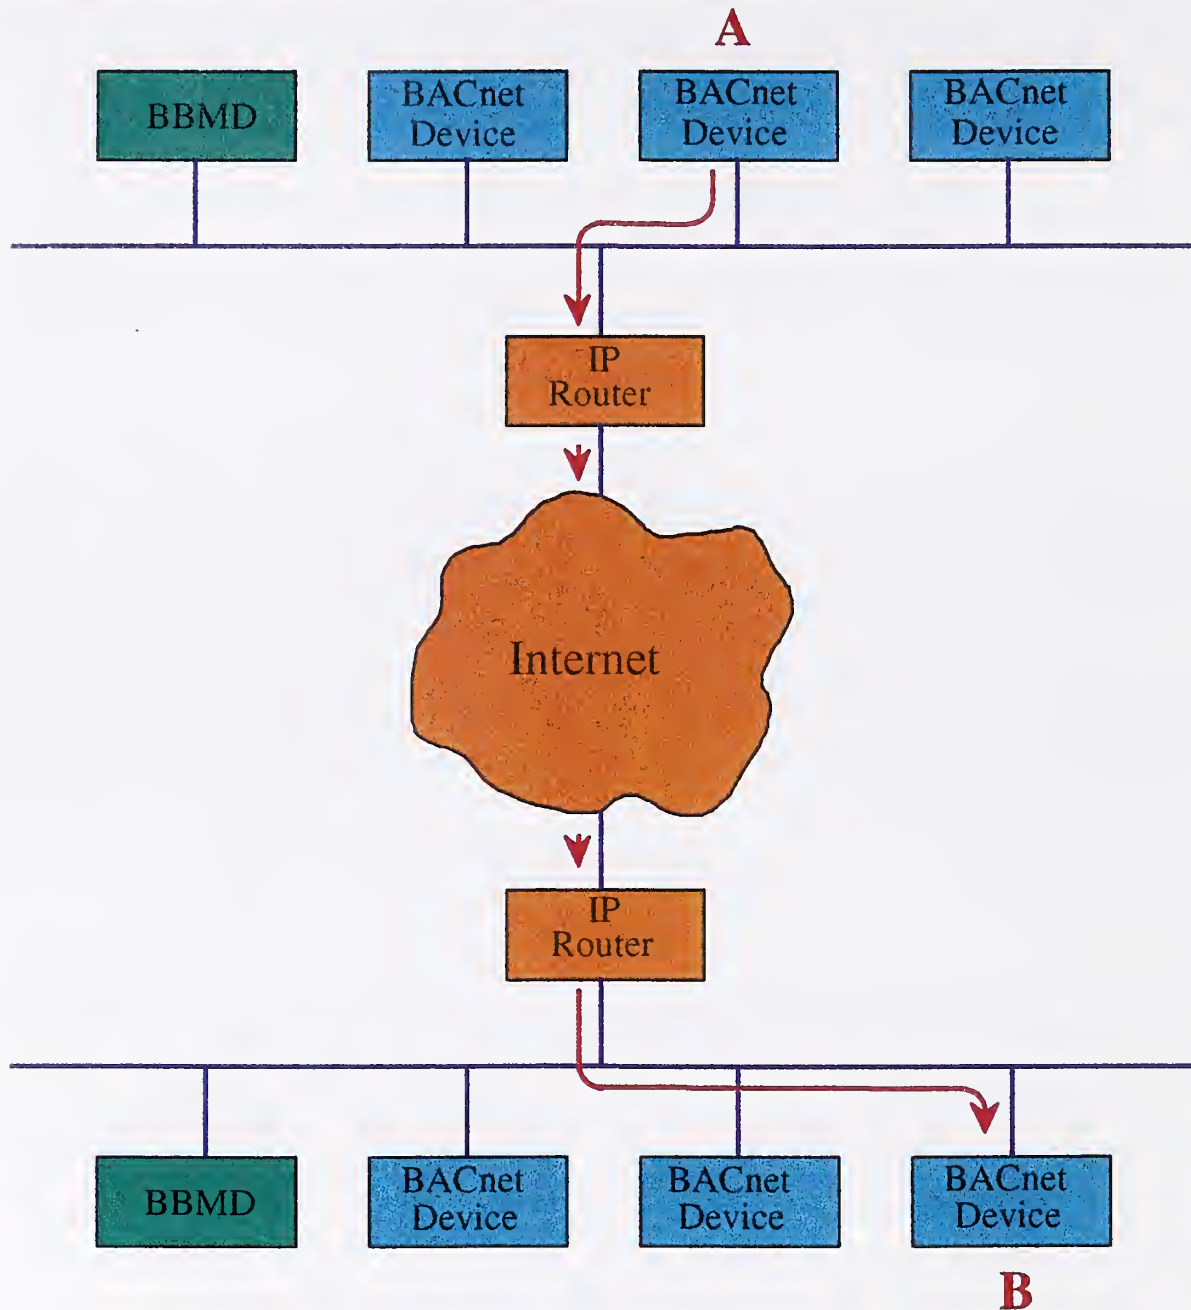 A
BBMD
BACnet
Device
BACnet
Device
BACnet
Device
IP
Router
Internet
IP
Router
BBMD
BACnet
Device
BACnet
Device
BACnet
Device
B